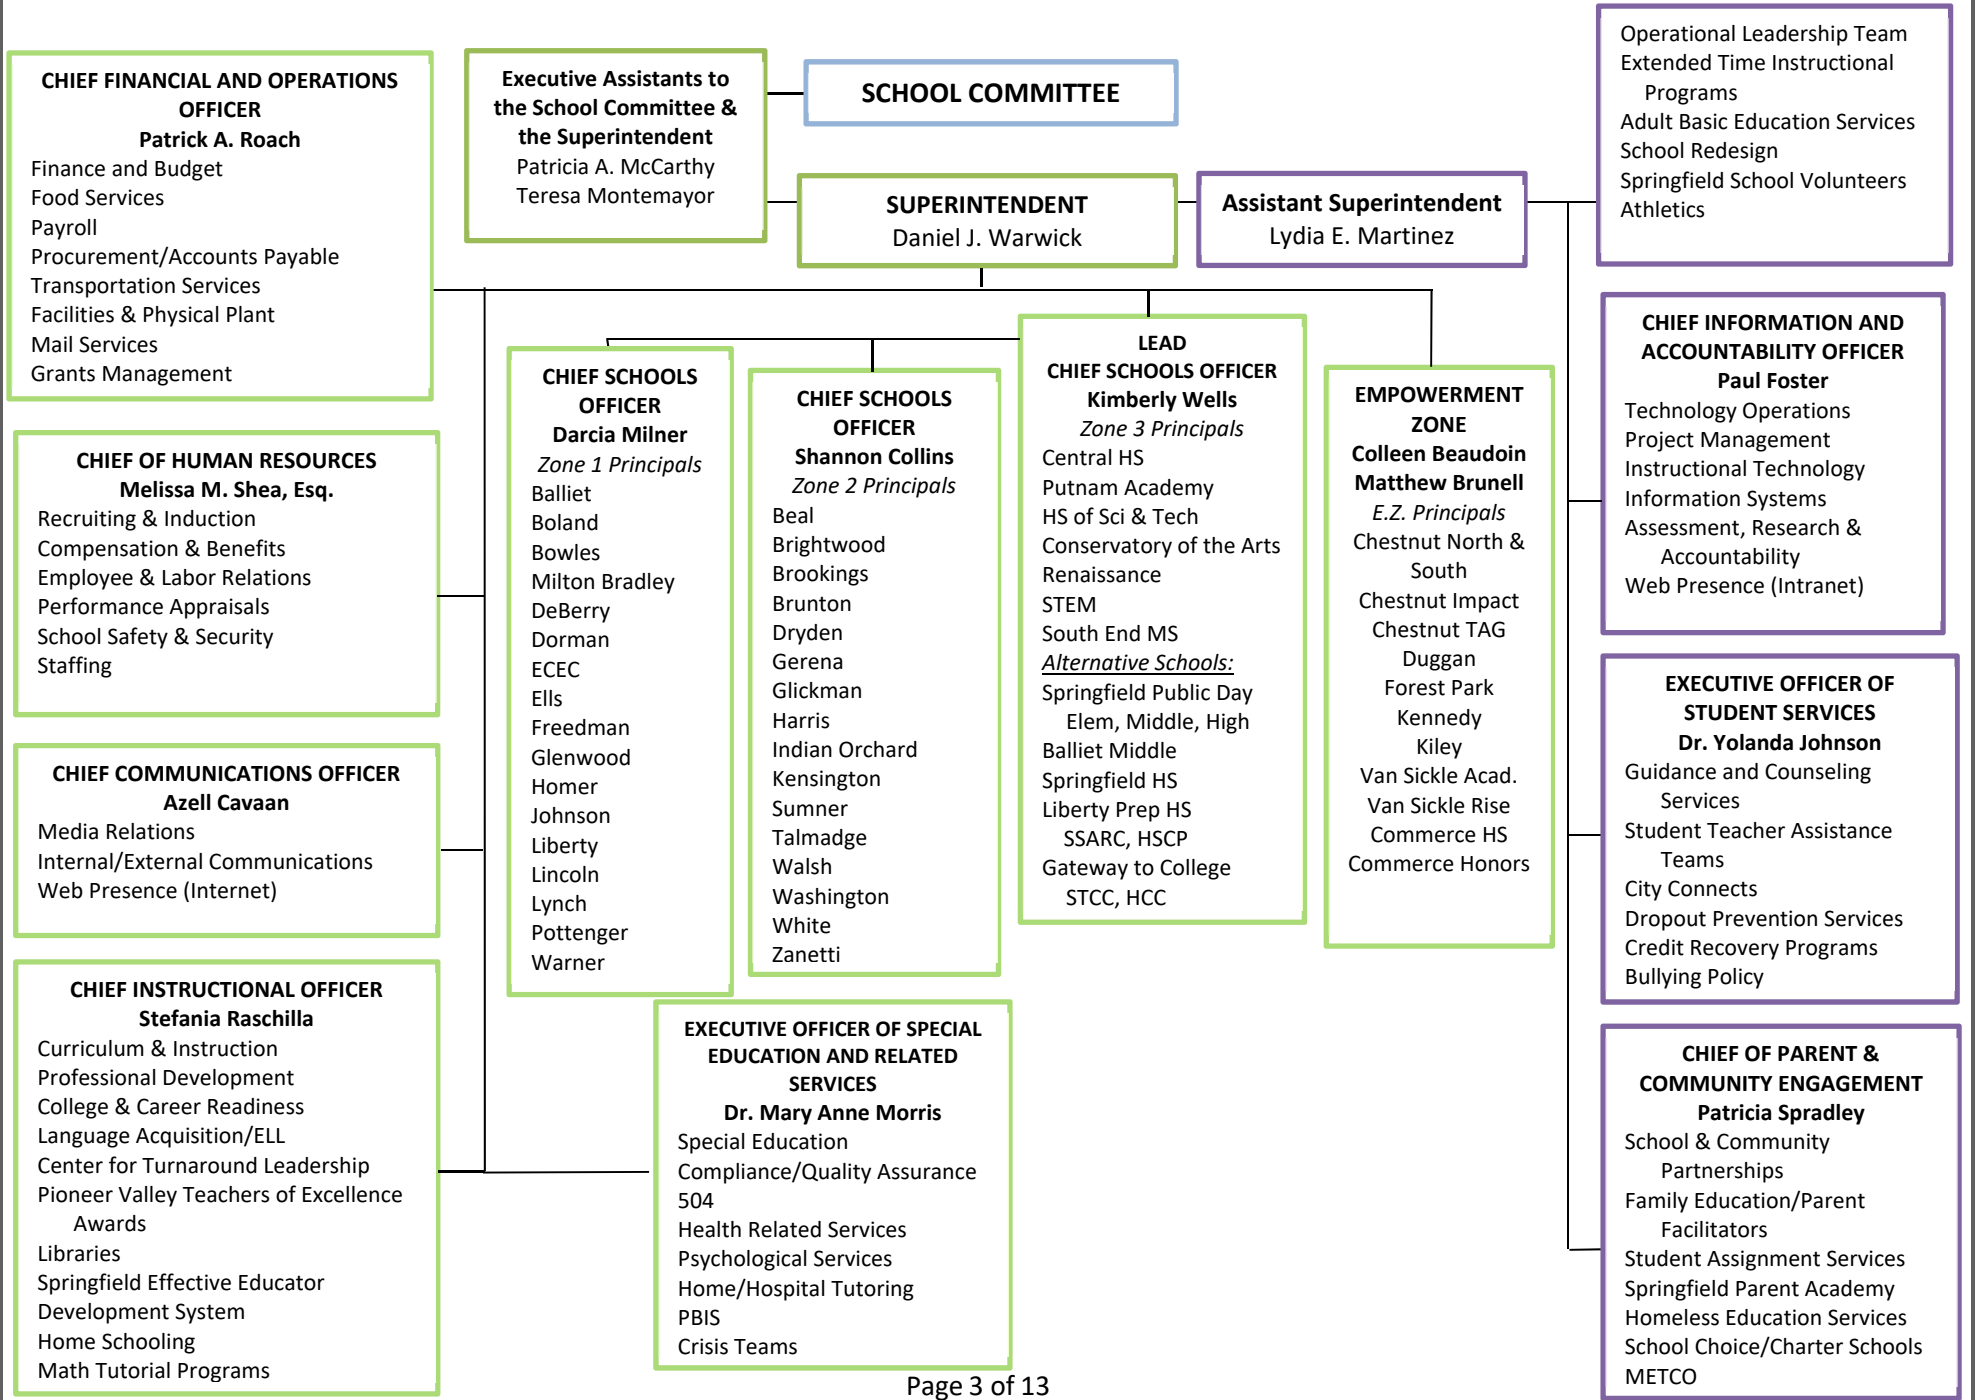 CHIEF FINANCIAL AND OPERATIONS
OFFICER
Patrick A. Roach
Finance and Budget
Food Services
Payroll
Procurement/Accounts Payable
Transportation Services
Facilities & Physical Plant
Mail Services
Grants Management
CHIEF OF HUMAN RESOURCES
Melissa M. Shea, Esq.
Recruiting & Induction
Compensation & Benefits
Employee & Labor Relations
Performance Appraisals
School Safety & Security
Staffing
CHIEF COMMUNICATIONS OFFICER
Azell Cavaan
Media Relations
Internal/External Communications
Web Presence (Internet)
CHIEF INSTRUCTIONAL OFFICER
Stefania Raschilla
Curriculum & Instruction
Professional Development
College & Career Readiness
Language Acquisition/ELL
Center for Turnaround Leadership
Pioneer Valley Teachers of Excellence
Awards
Libraries
Springfield Effective Educator
Development System
Home Schooling
Math Tutorial Programs
Executive Assistants to
the School Committee &
the Superintendent
Patricia A. McCarthy
Teresa Montemayor
SCHOOL COMMITTEE
SUPERINTENDENT
Daniel J. Warwick
Assistant Superintendent
Lydia E. Martinez
CHIEF SCHOOLS
OFFICER
Darcia Milner
Zone 1 Principals
Balliet
Boland
Bowles
Milton Bradley
DeBerry
Dorman
ECEC
Ells
Freedman
Glenwood
Homer
Johnson
Liberty
Lincoln
Lynch
Pottenger
Warner
CHIEF SCHOOLS
OFFICER
Shannon Collins
Zone 2 Principals
Beal
Brightwood
Brookings
Brunton
Dryden
Gerena
Glickman
Harris
Indian Orchard
Kensington
Sumner
Talmadge
Walsh
Washington
White
Zanetti
LEAD
CHIEF SCHOOLS OFFICER
Kimberly Wells
Zone 3 Principals
Central HS
Putnam Academy
HS of Sci & Tech
Conservatory of the Arts
Renaissance
STEM
South End MS
Alternative Schools:
Springfield Public Day
Elem, Middle, High
Balliet Middle
Springfield HS
Liberty Prep HS
SSARC, HSCP
Gateway to College
STCC, HCC
EMPOWERMENT
ZONE
Colleen Beaudoin
Matthew Brunell
E.Z. Principals
Chestnut North &
South
Chestnut Impact
Chestnut TAG
Duggan
Forest Park
Kennedy
Kiley
Van Sickle Acad.
Van Sickle Rise
Commerce HS
Commerce Honors
EXECUTIVE OFFICER OF SPECIAL
EDUCATION AND RELATED
SERVICES
Dr. Mary Anne Morris
Special Education
Compliance/Quality Assurance
504
Health Related Services
Psychological Services
Home/Hospital Tutoring
PBIS
Crisis Teams
Operational Leadership Team
Extended Time Instructional
Programs
Adult Basic Education Services
School Redesign
Springfield School Volunteers
Athletics
CHIEF INFORMATION AND
ACCOUNTABILITY OFFICER
Paul Foster
Technology Operations
Project Management
Instructional Technology
Information Systems
Assessment, Research &
Accountability
Web Presence (Intranet)
EXECUTIVE OFFICER OF
STUDENT SERVICES
Dr. Yolanda Johnson
Guidance and Counseling
Services
Student Teacher Assistance
Teams
City Connects
Dropout Prevention Services
Credit Recovery Programs
Bullying Policy
CHIEF OF PARENT &
COMMUNITY ENGAGEMENT
Patricia Spradley
School & Community
Partnerships
Family Education/Parent
Facilitators
Student Assignment Services
Springfield Parent Academy
Homeless Education Services
School Choice/Charter Schools
METCO
Page 3 of 13